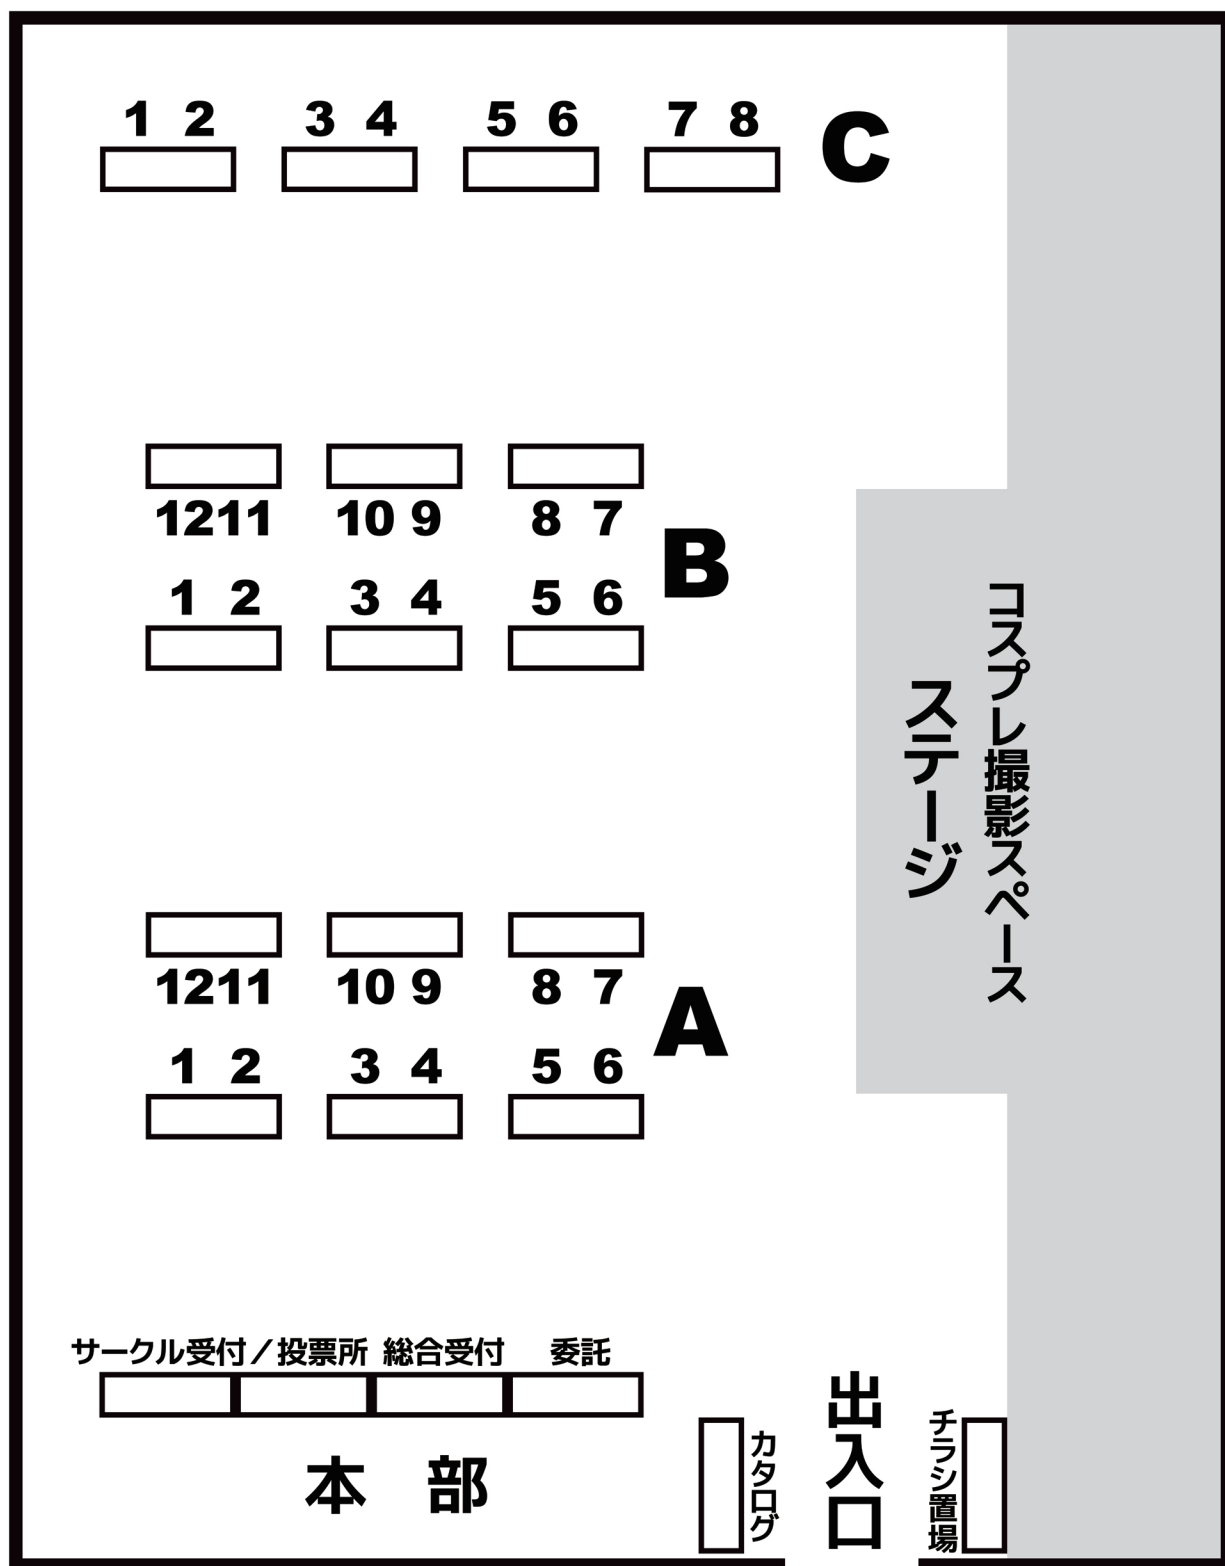 1 2 3 4 5 6 7 8 C
12 11 10 9 8 7
B
1 2 3 4 5 6
コスプレ撮影スペース
ステージ
12 11 10 9 8 7
A
1 2 3 4 5 6
サークル受付/投票所 総合受付 委託
本部
カタログ
出入口
チラシ置場